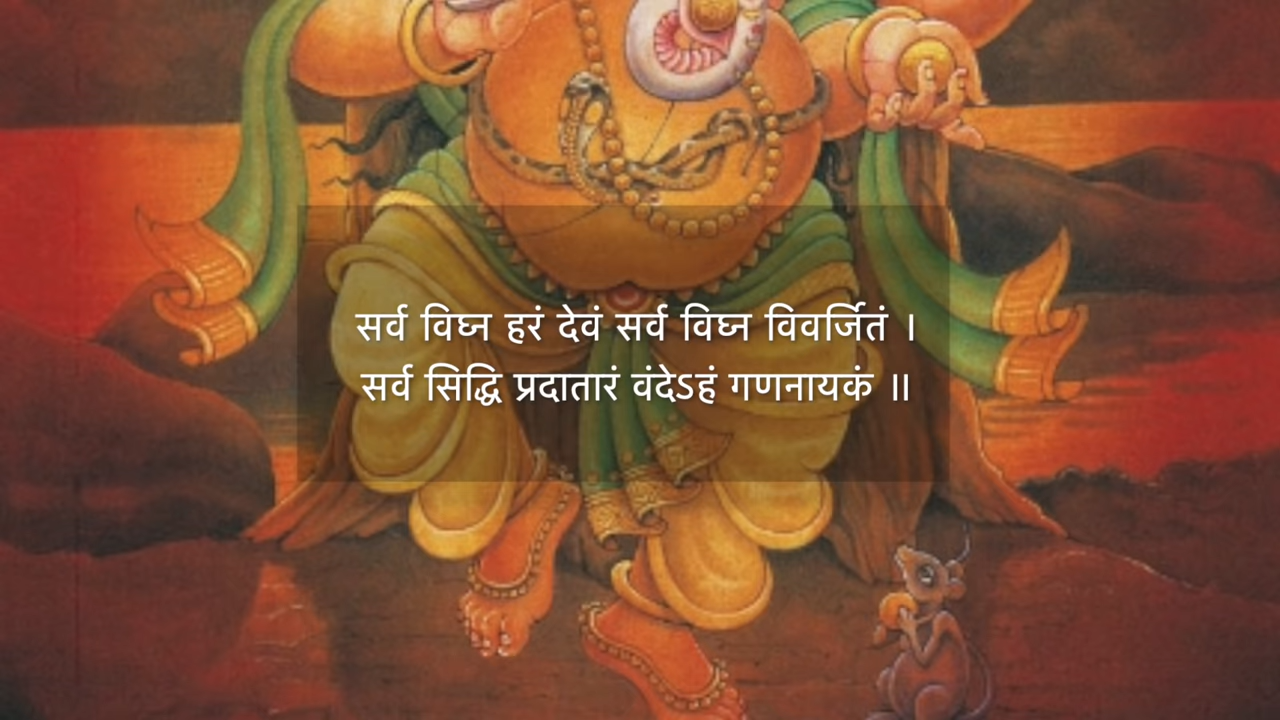 सर्व विघ्न हरं देवं सर्व विघ्न विवर्जितं ।
सर्व सिद्धि प्रदातारं वंदेऽहं गणनायकं ॥